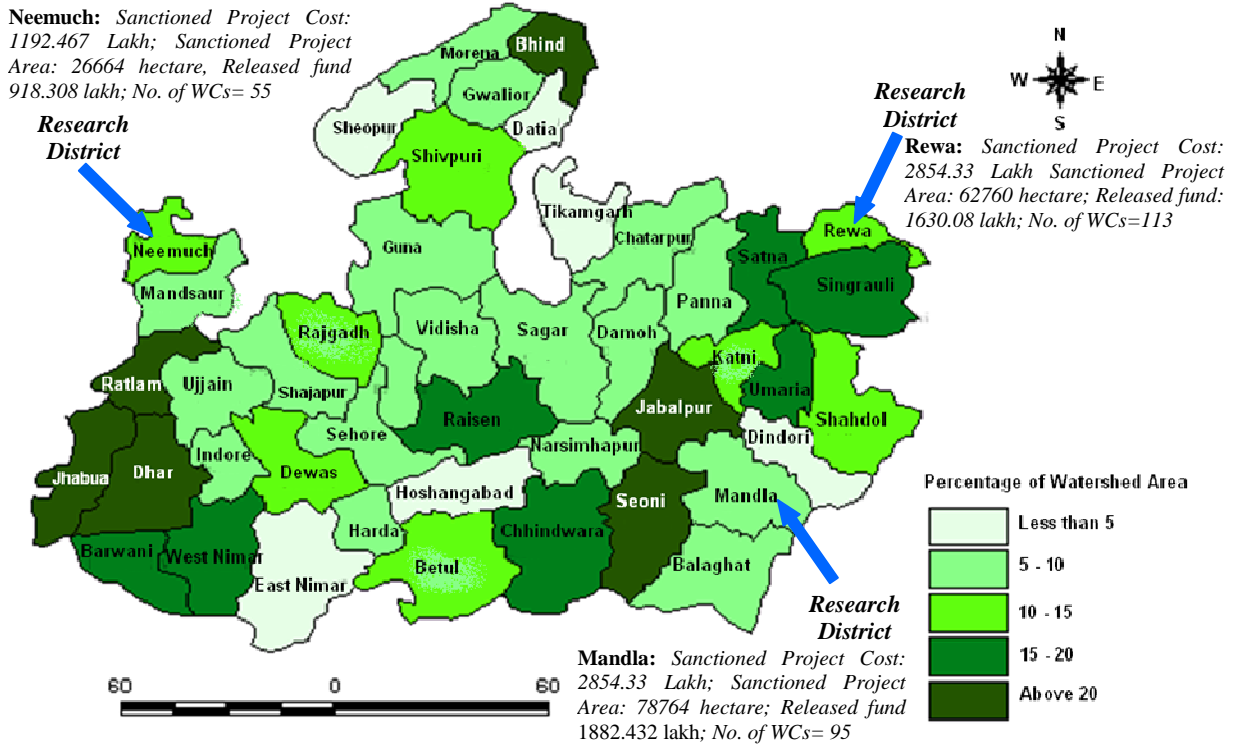 Neemuch: Sanctioned Project Cost:
1192.467 Lakh; Sanctioned Project
Area: 26664 hectare, Released fund
918.308 lakh; No. of WCs= 55
Research
District
Research
District
Rewa: Sanctioned Project Cost:
2854.33 Lakh Sanctioned Project
Area: 62760 hectare; Released fund:
1630.08 lakh; No. of WCs=113
N
W E
S
Morena
Bhind
Gwalior
Sheopur
Datia
Shivpuri
Tikamgarh
Chatarpur
Rewa
Neemuch
Guna
Satna
Mandsaur
Singrauli
Panna
Rajgadh
Vidisha
Sagar
Damoh
Katni
Ratlam
Ujjain
Shajapur
Umaria
Jabalpur
Raisen
Shahdol
Sehore
Narsimhapur
Dindori
Indore
Dewas
Jhabua
Dhar
Hoshangabad
Seoni
Mandla
Harda
Chhindwara
Barwani
West Nimar
Betul
Balaghat
East Nimar
Percentage of Watershed Area
Less than 5
5 - 10
10 - 15
15 - 20
Above 20
Research
District
Mandla: Sanctioned Project Cost:
2854.33 Lakh; Sanctioned Project
Area: 78764 hectare; Released fund
1882.432 lakh; No. of WCs= 95
60 0 60